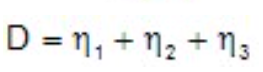 D = η₁ + η₂ + η₃